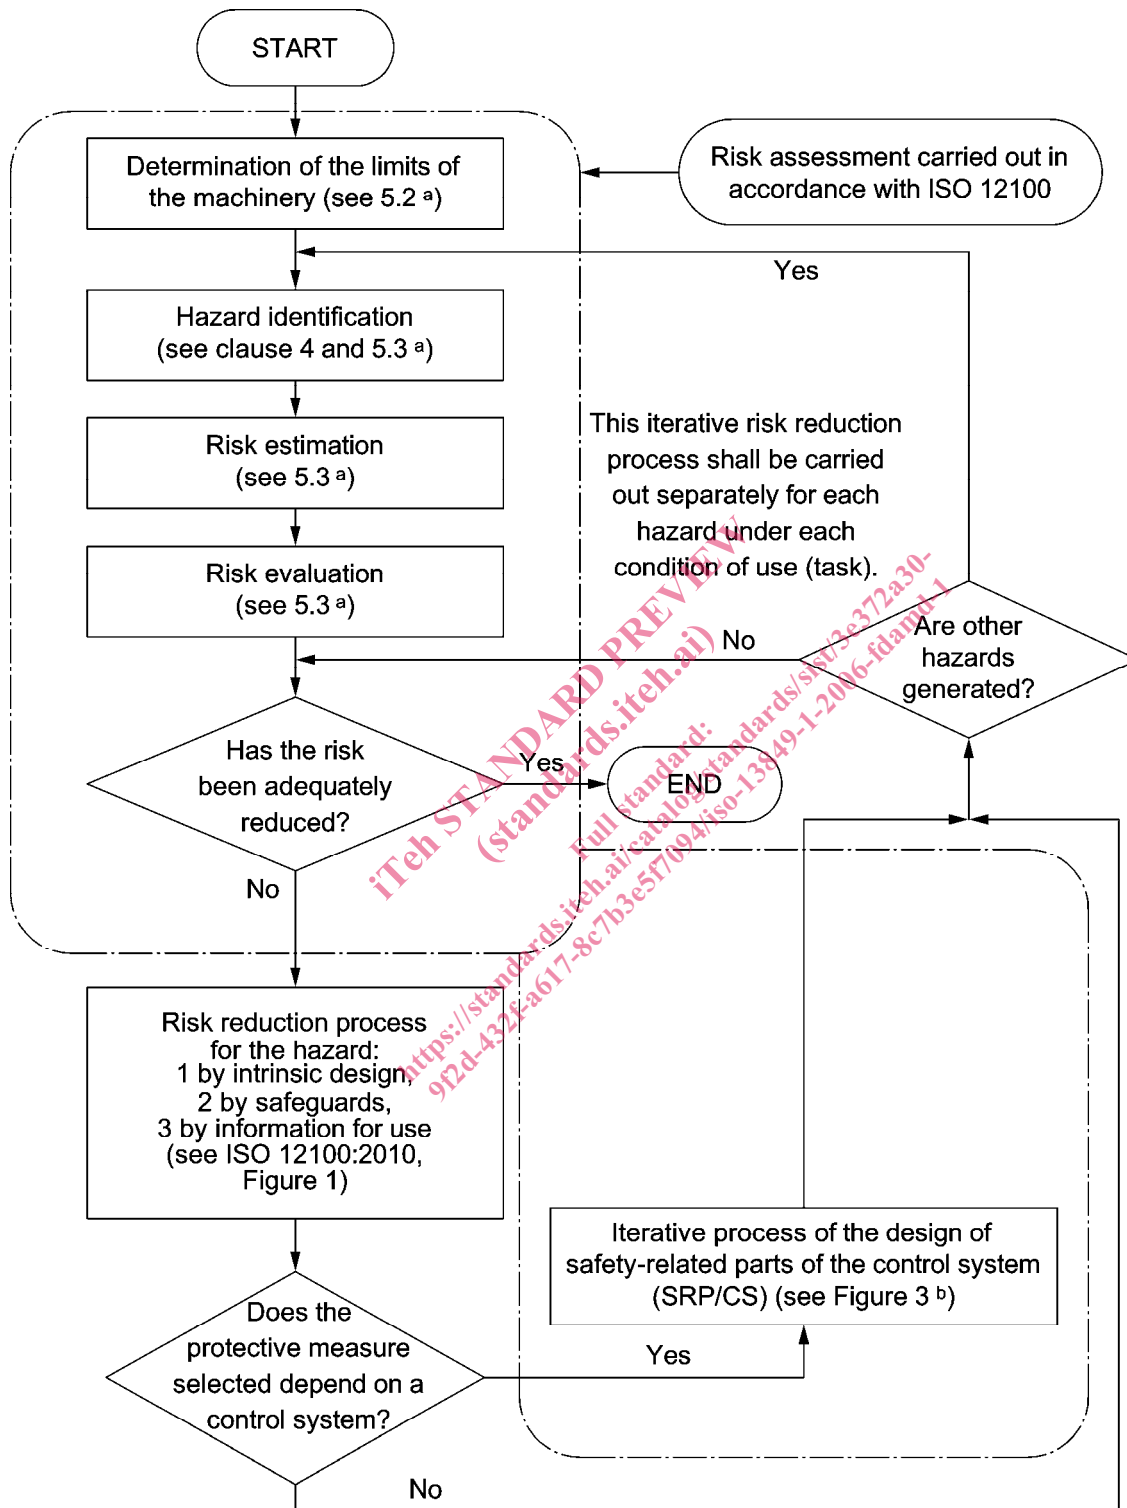 START
Determination of the limits of
the machinery (see 5.2 a)
Risk assessment carried out in
accordance with ISO 12100
Yes
Hazard identification
(see clause 4 and 5.3 a)
Risk estimation
(see 5.3 a)
This iterative risk reduction
process shall be carried
out separately for each
hazard under each
condition of use (task).
Risk evaluation
(see 5.3 a)
Are other
hazards
generated?
No
Has the risk
been adequately
reduced?
Yes
END
No
Risk reduction process
for the hazard:
1 by intrinsic design,
2 by safeguards,
3 by information for use
(see ISO 12100:2010,
Figure 1)
Iterative process of the design of
safety-related parts of the control system
(SRP/CS) (see Figure 3 b)
Does the
protective measure
selected depend on a
control system?
Yes
No
iTeh STANDARD PREVIEW
(standards.iteh.ai)
Full standard:
https://standards.iteh.ai/catalog/standards/sist/3e372a30-
9f2d-432f-a617-8c7b3e5f7094/iso-13849-1-2006-fdamd-1